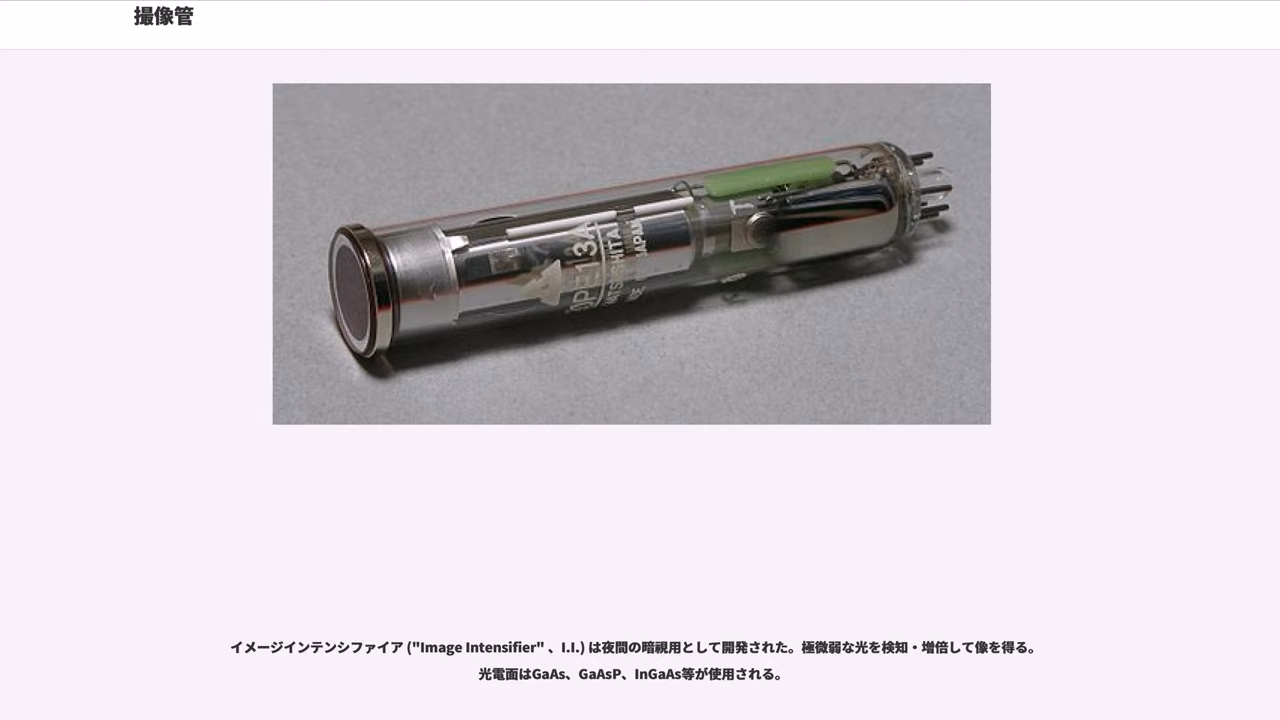 撮像管
MATSUSHITA
JAPAN
イメージインテンシファイア ("Image Intensifier" 、I.I.) は夜間の暗視用として開発された。極微弱な光を検知・増倍して像を得る。
光電面はGaAs、GaAsP、InGaAs等が使用される。